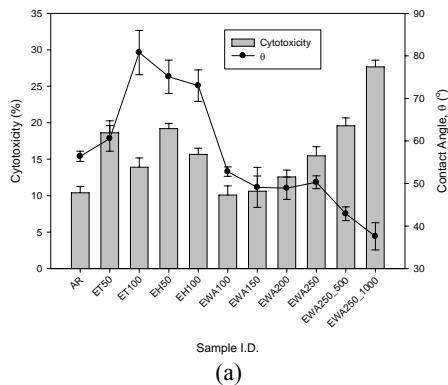 35
30
25
20
15
10
5
0
Cytotoxicity (%)
90
80
70
60
50
40
30
Contact Angle, θ (°)
Cytotoxicity
θ
AR
ET50
ET100
EH50
EH100
EWA100
EWA150
EWA200
EWA250
EWA250_500
EWA250_1000
Sample I.D.
(a)